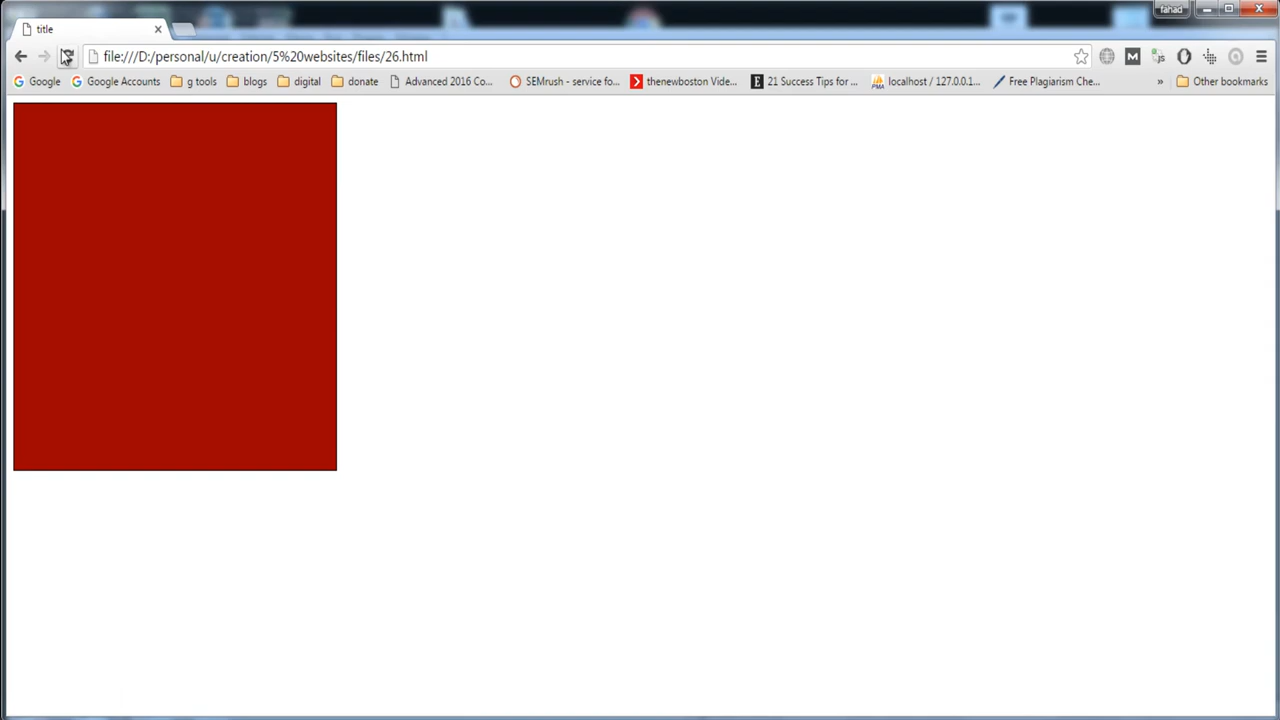 fahad
title
file:///D:/personal/u/creation/5%20websites/files/26.html
Google Google Accounts g tools blogs digital donate Advanced 2016 Co... SEMrush - service fo... thenewboston Vide... 21 Success Tips for ... localhost / 127.0.0.1... Free Plagiarism Che... » Other bookmarks